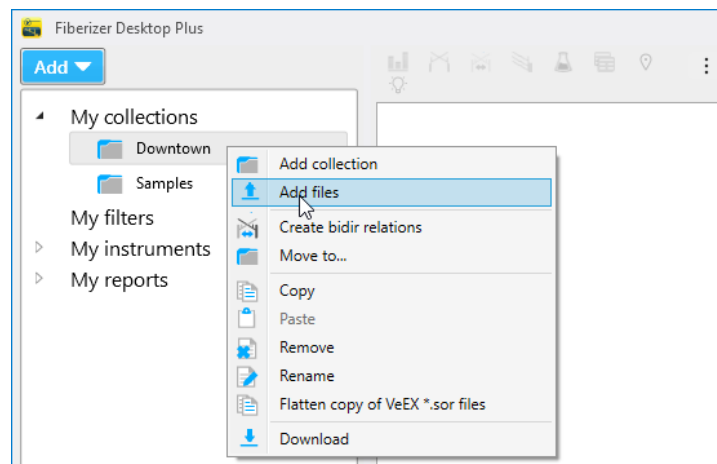 Fiberizer Desktop Plus
Add
My collections
Downtown
Samples
My filters
My instruments
My reports
Add collection
Add files
Create bidir relations
Move to...
Copy
Paste
Remove
Rename
Flatten copy of VeEX *.sor files
Download